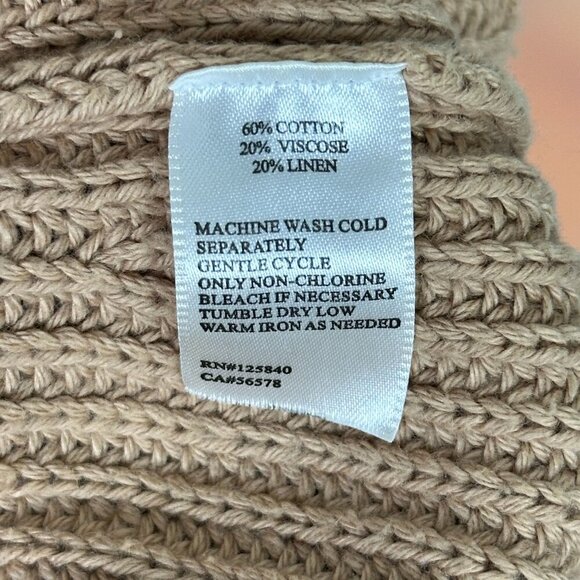 60% COTTON
20% VISCOSE
20% LINEN
MACHINE WASH COLD
SEPARATELY
GENTLE CYCLE
ONLY NON-CHLORINE
BLEACH IF NECESSARY
TUMBLE DRY LOW
WARM IRON AS NEEDED
RN#125840
CA#56578